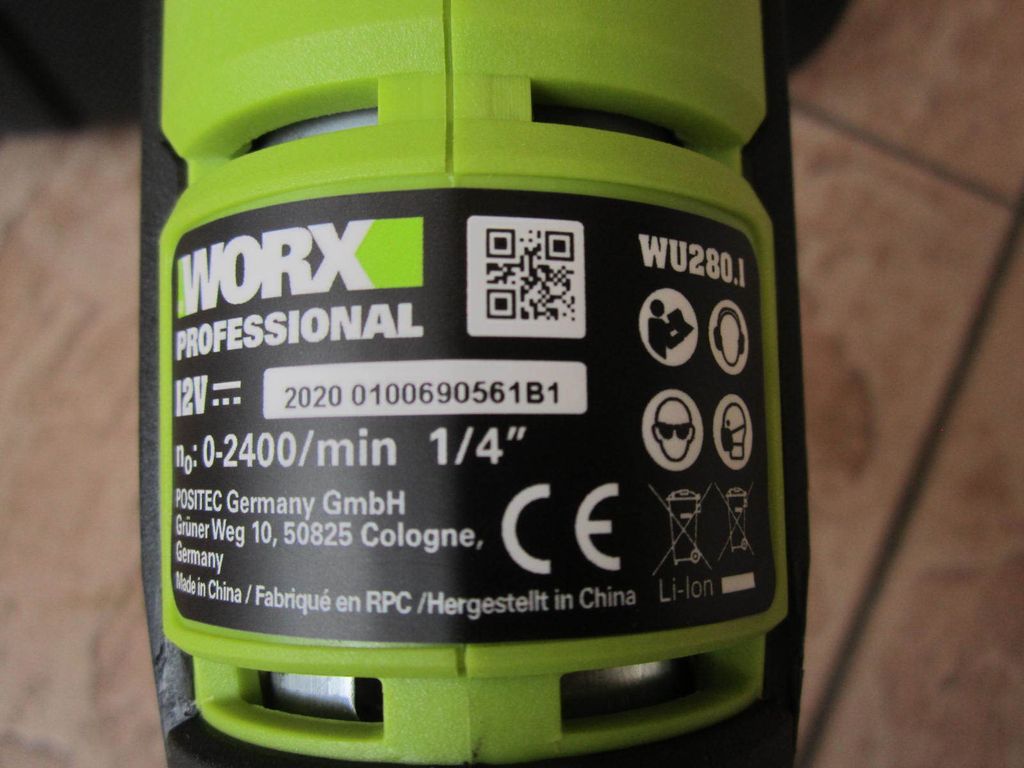 WORX
PROFESSIONAL
WU280.1
12V
2020 0100690561B1
n₀: 0-2400/min 1/4"
POSITEC Germany GmbH
Grüner Weg 10, 50825 Cologne,
Germany
CE
Made in China / Fabriqué en RPC /Hergestellt in China
Li-Ion